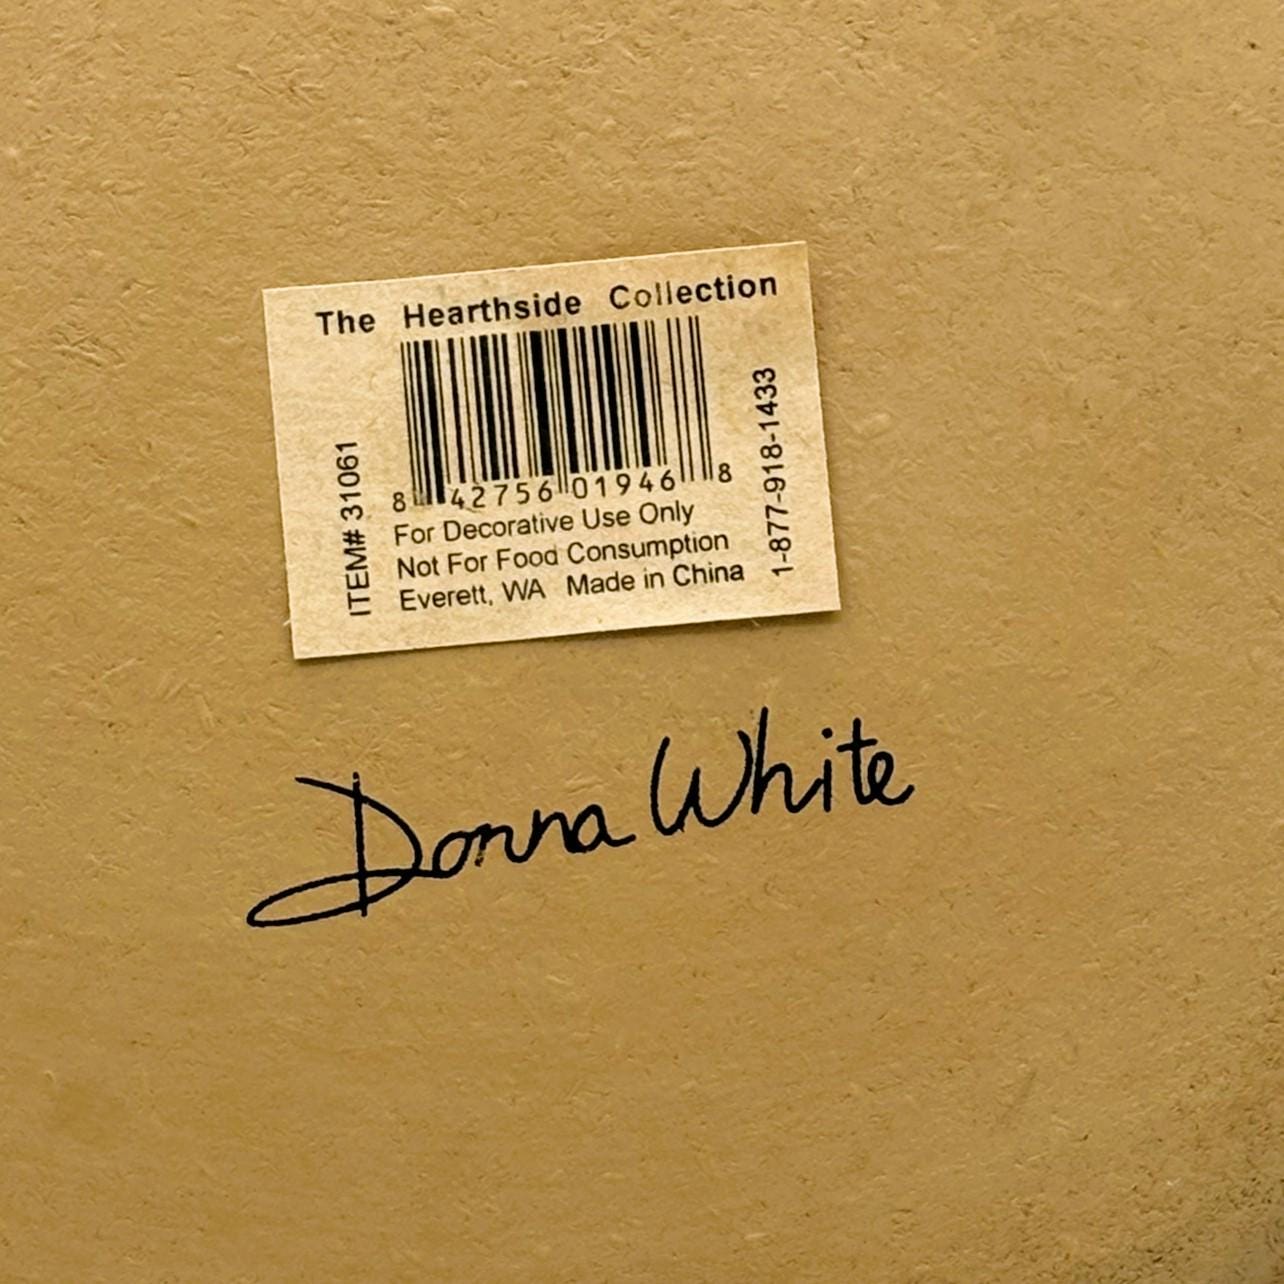 The Hearthside Collection
ITEM# 31061
8 42756 01946 8
1-877-918-1433
For Decorative Use Only
Not For Food Consumption
Everett, WA Made in China
Donna White